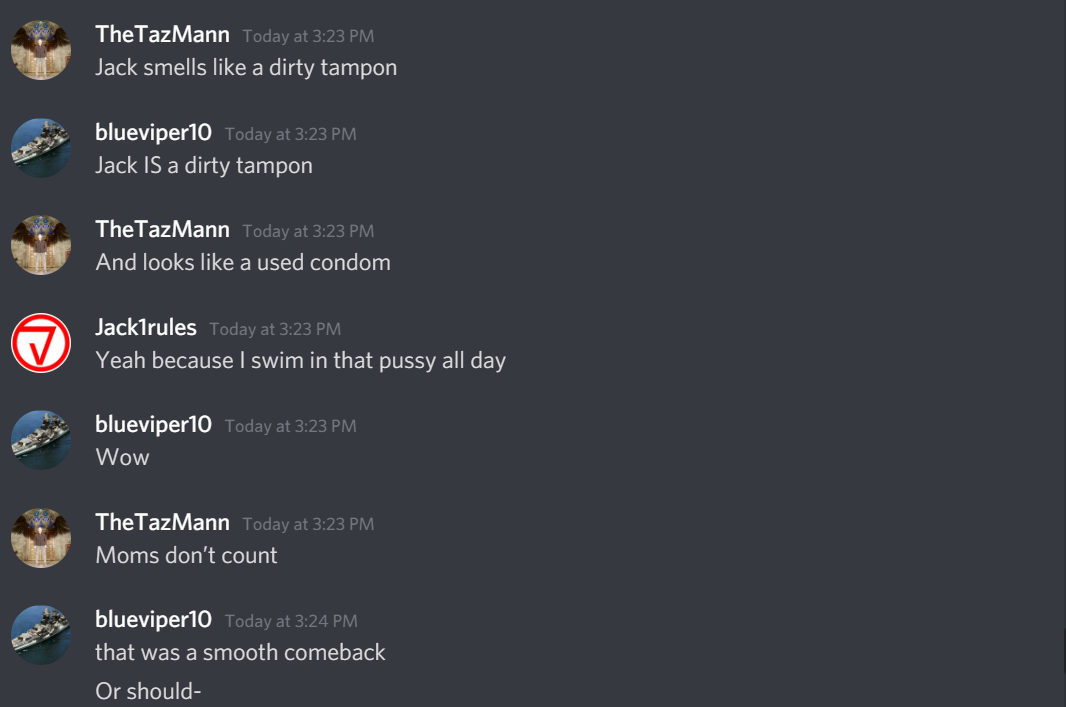 TheTazMann Today at 3:23 PM
Jack smells like a dirty tampon
blueviper10 Today at 3:23 PM
Jack IS a dirty tampon
TheTazMann Today at 3:23 PM
And looks like a used condom
Jack1rules Today at 3:23 PM
Yeah because I swim in that pussy all day
blueviper10 Today at 3:23 PM
Wow
TheTazMann Today at 3:23 PM
Moms don't count
blueviper10 Today at 3:24 PM
that was a smooth comeback
Or should-